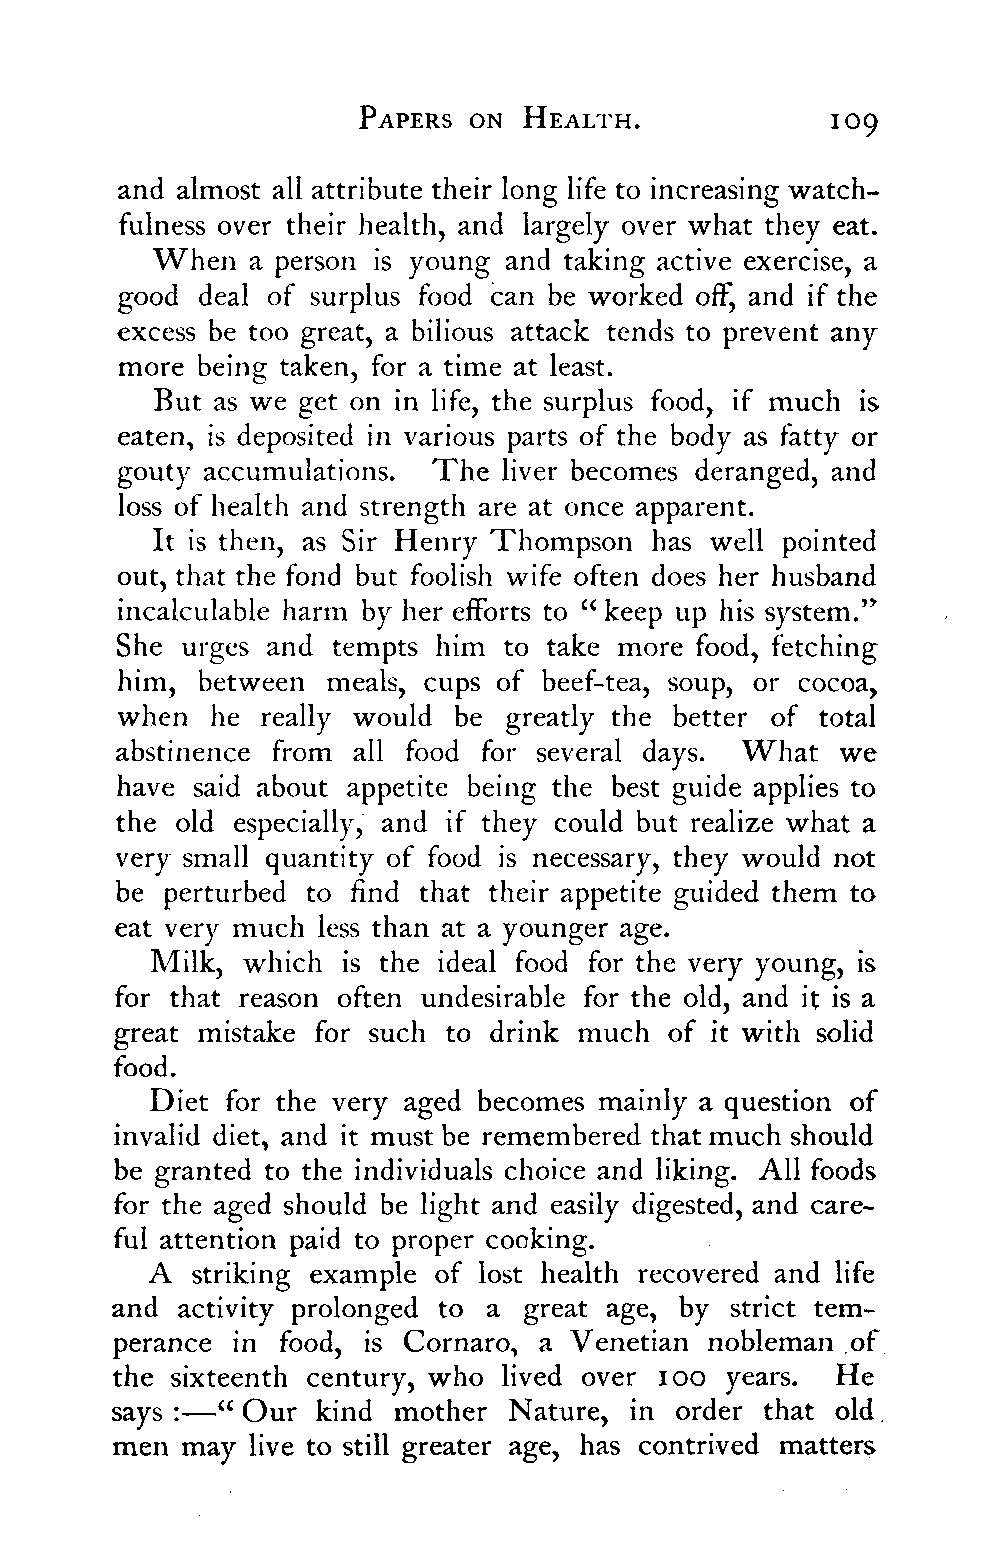 PAPERS ON HEALTH. 109
and almost all attribute their long life to increasing watch-
fulness over their health, and largely over what they eat.
When a person is young and taking active exercise, a
good deal of surplus food can be worked off, and if the
excess be too great, a bilious attack tends to prevent any
more being taken, for a time at least.
But as we get on in life, the surplus food, if much is
eaten, is deposited in various parts of the body as fatty or
gouty accumulations. The liver becomes deranged, and
loss of health and strength are at once apparent.
It is then, as Sir Henry Thompson has well pointed
out, that the fond but foolish wife often does her husband
incalculable harm by her efforts to “keep up his system.”
She urges and tempts him to take more food, fetching
him, between meals, cups of beef-tea, soup, or cocoa,
when he really would be greatly the better of total
abstinence from all food for several days. What we
have said about appetite being the best guide applies to
the old especially, and if they could but realize what a
very small quantity of food is necessary, they would not
be perturbed to find that their appetite guided them to
eat very much less than at a younger age.
Milk, which is the ideal food for the very young, is
for that reason often undesirable for the old, and it is a
great mistake for such to drink much of it with solid
food.
Diet for the very aged becomes mainly a question of
invalid diet, and it must be remembered that much should
be granted to the individuals choice and liking. All foods
for the aged should be light and easily digested, and care-
ful attention paid to proper cooking.
A striking example of lost health recovered and life
and activity prolonged to a great age, by strict tem-
perance in food, is Cornaro, a Venetian nobleman of
the sixteenth century, who lived over 100 years. He
says :—“Our kind mother Nature, in order that old
men may live to still greater age, has contrived matters